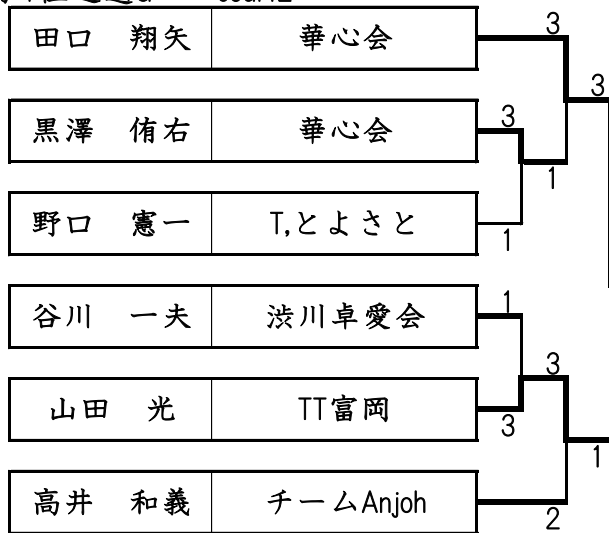 田口 翔矢 華心会 3
3
黒澤 侑右 華心会 3
1
野口 憲一 T,とよさと 1
谷川 一夫 渋川卓愛会 1
3
山田 光 TT富岡 3
1
高井 和義 チームAnjoh 2